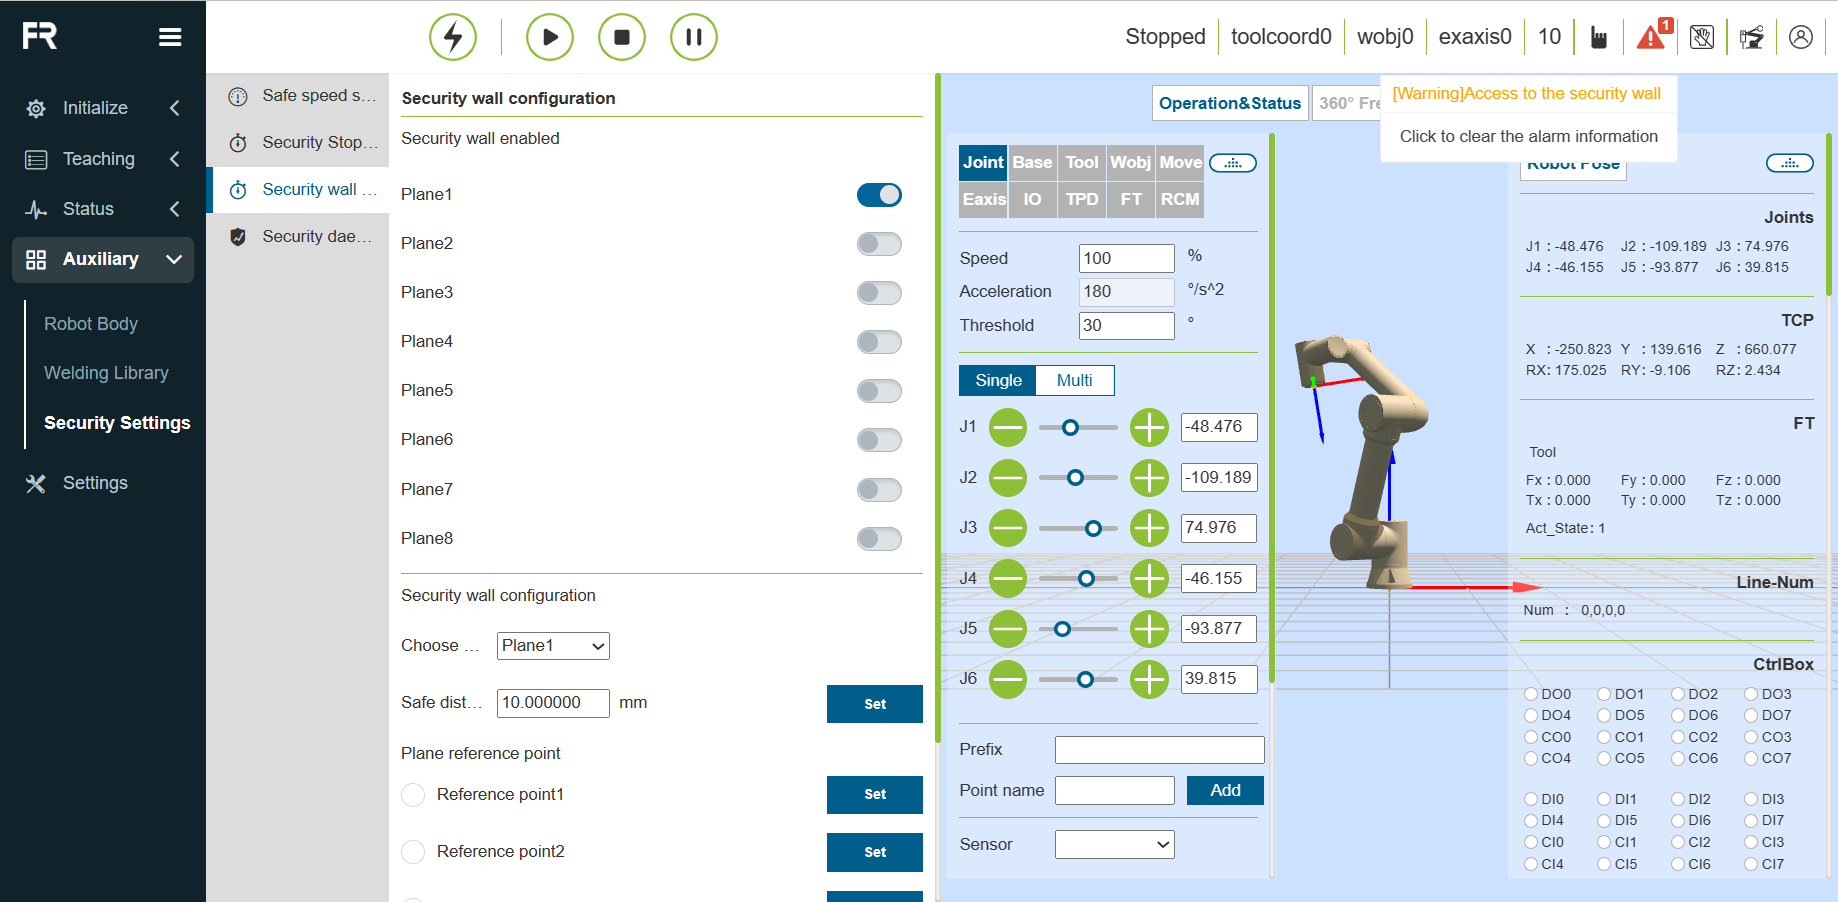 FR
Stopped
toolcoord0
wobj0
exaxis0
10
1
Initialize
Teaching
Status
Auxiliary
Robot Body
Welding Library
Security Settings
Settings
Safe speed s...
Security Stop...
Security wall ...
Security dae...
Security wall configuration
Security wall enabled
Plane1
Plane2
Plane3
Plane4
Plane5
Plane6
Plane7
Plane8
Security wall configuration
Choose ... Plane1
Safe dist... 10.000000 mm Set
Plane reference point
Reference point1 Set
Reference point2 Set
Operation&Status 360° Fre
[Warning]Access to the security wall
Click to clear the alarm information
Joint Base Tool Wobj Move
Eaxis IO TPD FT RCM
Speed 100 %
Acceleration 180 °/s^2
Threshold 30 °
Single Multi
J1 -48.476
J2 -109.189
J3 74.976
J4 -46.155
J5 -93.877
J6 39.815
Prefix
Point name Add
Sensor
Robot Pose
Joints
J1 : -48.476 J2 : -109.189 J3 : 74.976
J4 : -46.155 J5 : -93.877 J6 : 39.815
TCP
X : -250.823 Y : 139.616 Z : 660.077
RX: 175.025 RY: -9.106 RZ: 2.434
FT
Tool
Fx : 0.000 Fy : 0.000 Fz : 0.000
Tx : 0.000 Ty : 0.000 Tz : 0.000
Act_State: 1
Line-Num
Num : 0,0,0,0
CtrlBox
DO0 DO1 DO2 DO3
DO4 DO5 DO6 DO7
CO0 CO1 CO2 CO3
CO4 CO5 CO6 CO7
DI0 DI1 DI2 DI3
DI4 DI5 DI6 DI7
CI0 CI1 CI2 CI3
CI4 CI5 CI6 CI7